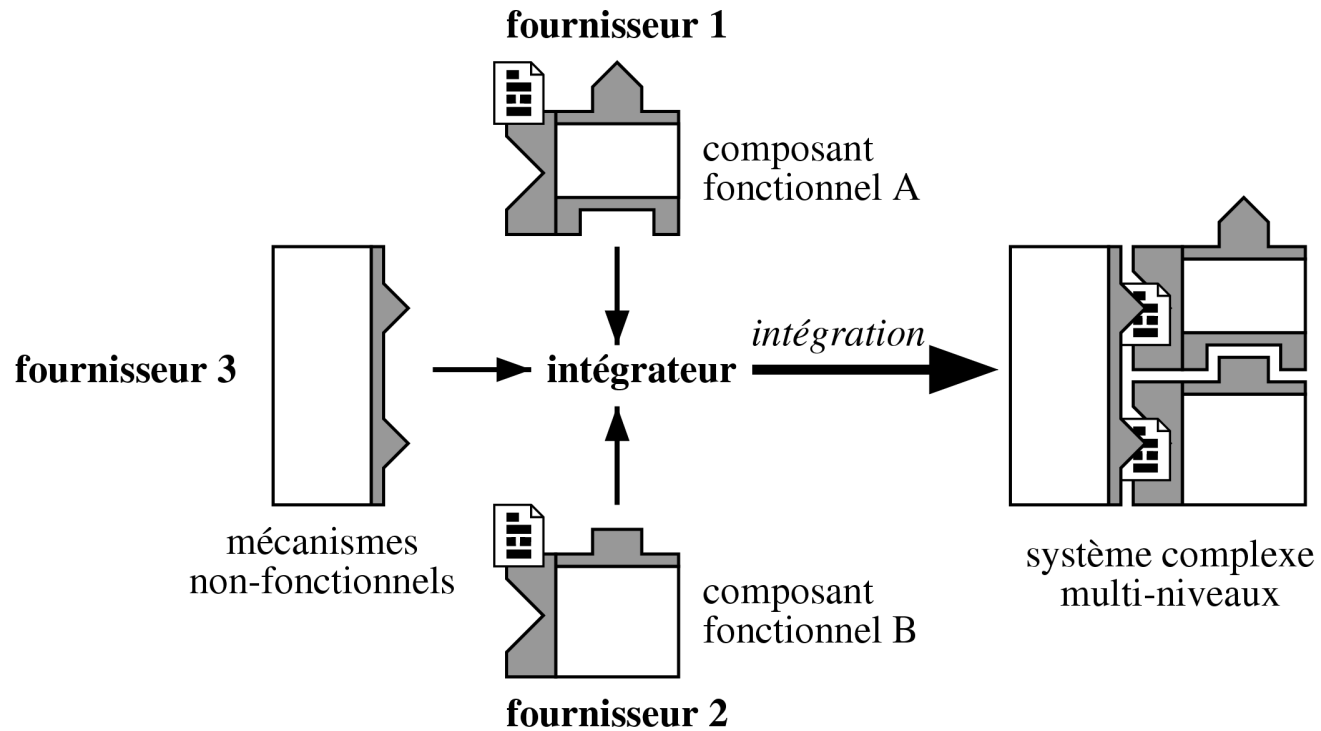 fournisseur 1
composant
fonctionnel A
intégration
fournisseur 3
intégrateur
mécanismes
non-fonctionnels
composant
fonctionnel B
système complexe
multi-niveaux
fournisseur 2